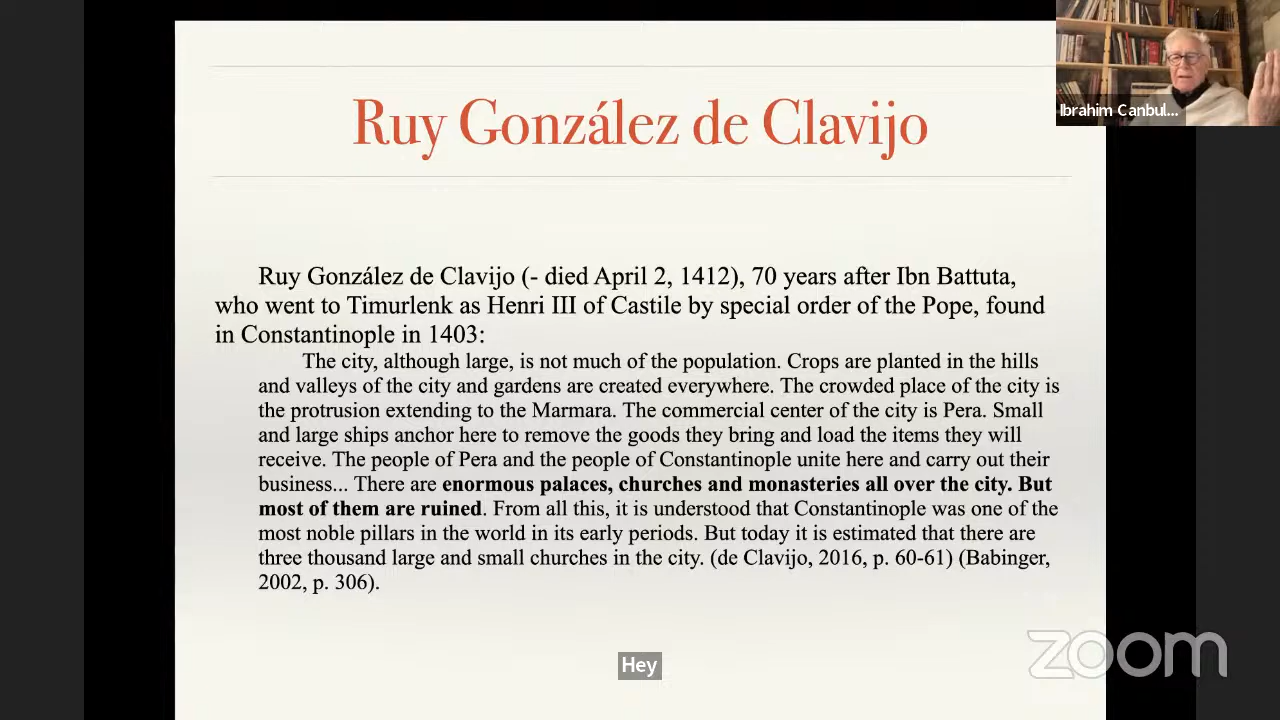 Ruy González de Clavijo
Ibrahim Canbul...
Ruy González de Clavijo (- died April 2, 1412), 70 years after Ibn Battuta,
who went to Timurlenk as Henri III of Castile by special order of the Pope, found
in Constantinople in 1403:
The city, although large, is not much of the population. Crops are planted in the hills
and valleys of the city and gardens are created everywhere. The crowded place of the city is
the protrusion extending to the Marmara. The commercial center of the city is Pera. Small
and large ships anchor here to remove the goods they bring and load the items they will
receive. The people of Pera and the people of Constantinople unite here and carry out their
business... There are enormous palaces, churches and monasteries all over the city. But
most of them are ruined. From all this, it is understood that Constantinople was one of the
most noble pillars in the world in its early periods. But today it is estimated that there are
three thousand large and small churches in the city. (de Clavijo, 2016, p. 60-61) (Babinger,
2002, p. 306).
zoom
Hey